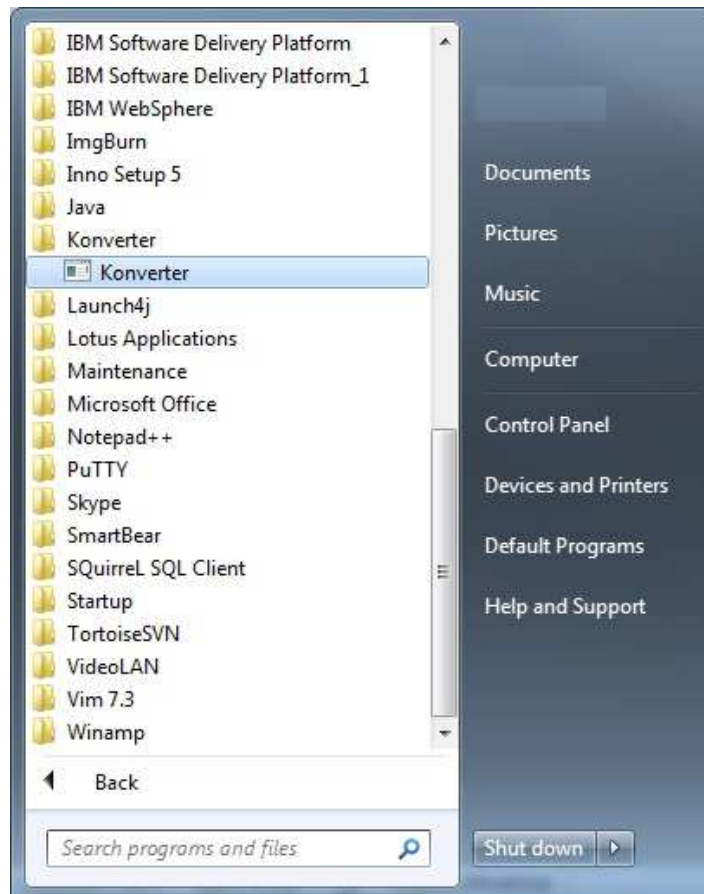 IBM Software Delivery Platform
IBM Software Delivery Platform_1
IBM WebSphere
ImgBurn
Inno Setup 5
Java
Konverter
Konverter
Launch4j
Lotus Applications
Maintenance
Microsoft Office
Notepad++
PuTTY
Skype
SmartBear
SQuirreL SQL Client
Startup
TortoiseSVN
VideoLAN
Vim 7.3
Winamp
Back
Search programs and files
Documents
Pictures
Music
Computer
Control Panel
Devices and Printers
Default Programs
Help and Support
Shut down